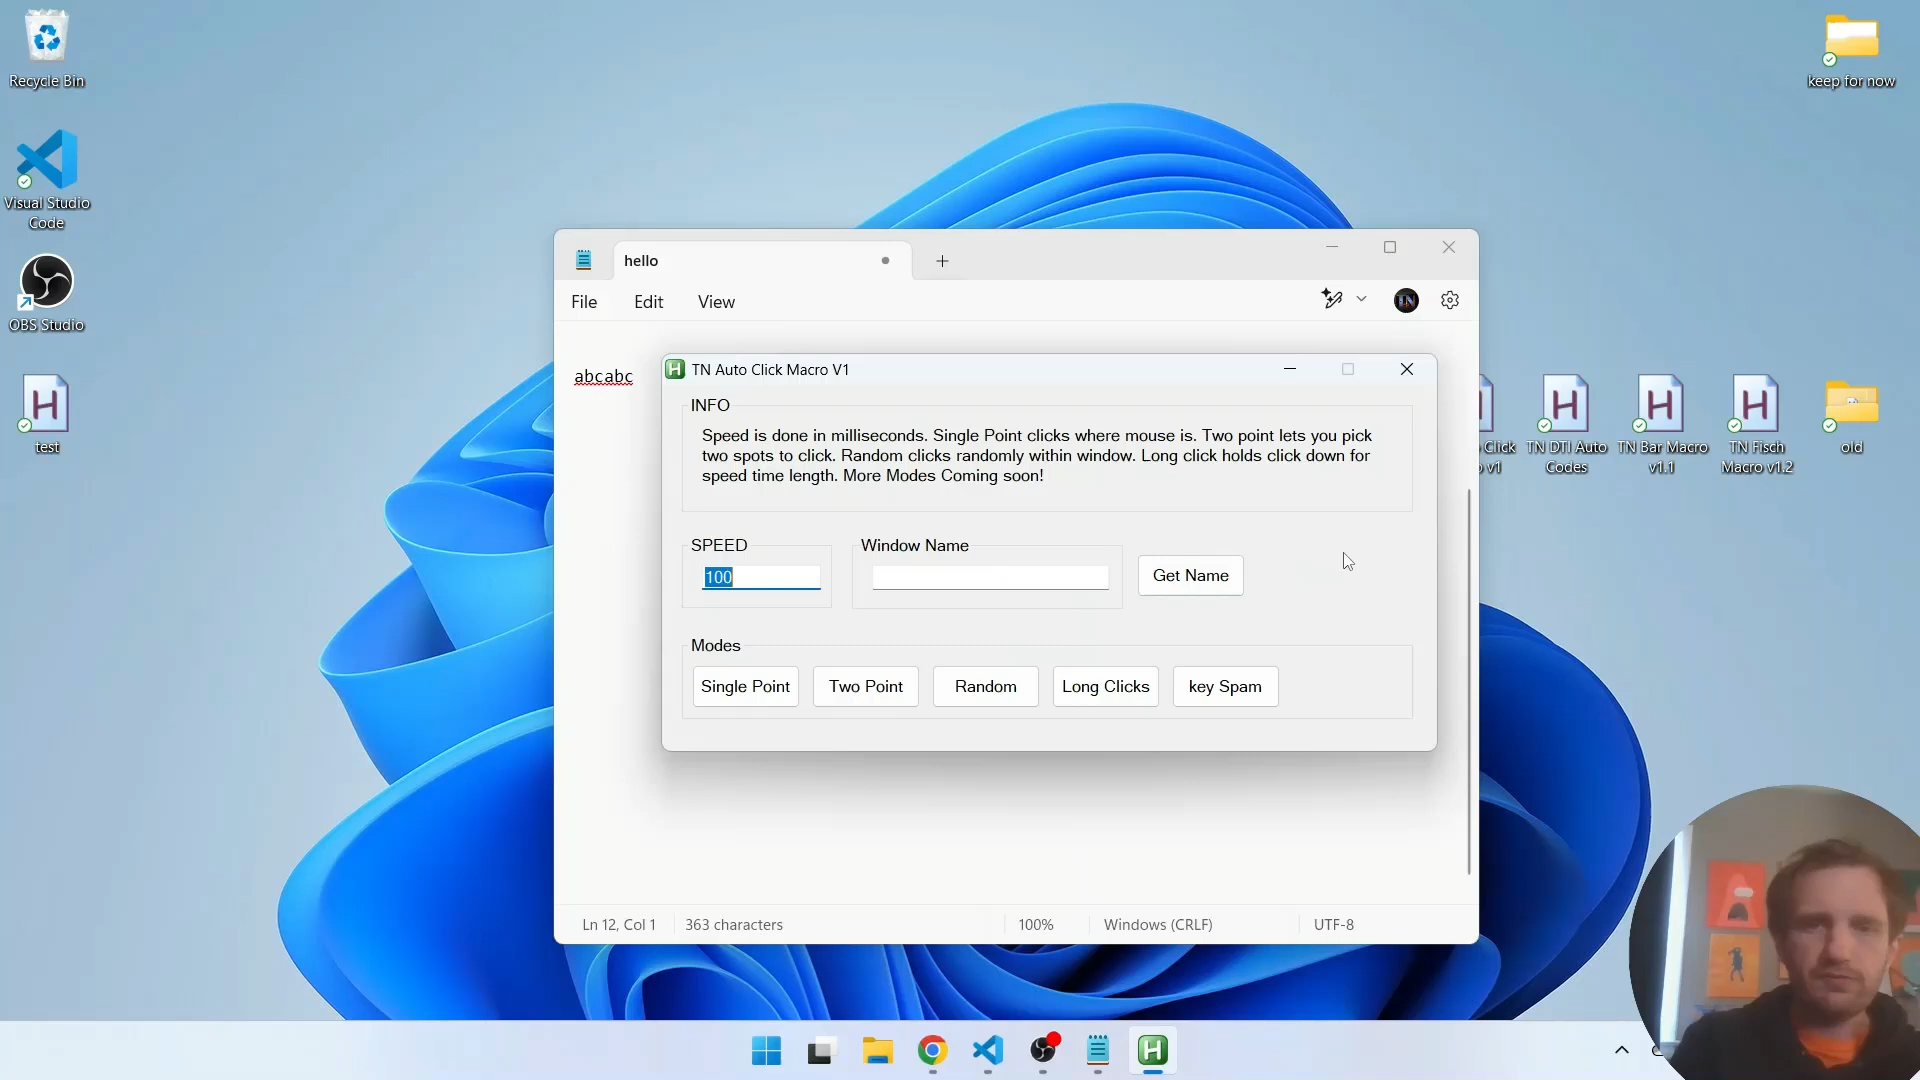 Recycle Bin
keep for now
Visual Studio
Code
OBS Studio
test
hello
File Edit View
TN
abcabc
TN Auto Click Macro V1
INFO
Speed is done in milliseconds. Single Point clicks where mouse is. Two point lets you pick
two spots to click. Random clicks randomly within window. Long click holds click down for
speed time length. More Modes Coming soon!
SPEED
100
Window Name
Get Name
Modes
Single Point Two Point Random Long Clicks key Spam
Click
v1
TN DTI Auto
Codes
TN Bar Macro
v1.1
TN Fisch
Macro v1.2
old
Ln 12, Col 1 363 characters 100% Windows (CRLF) UTF-8